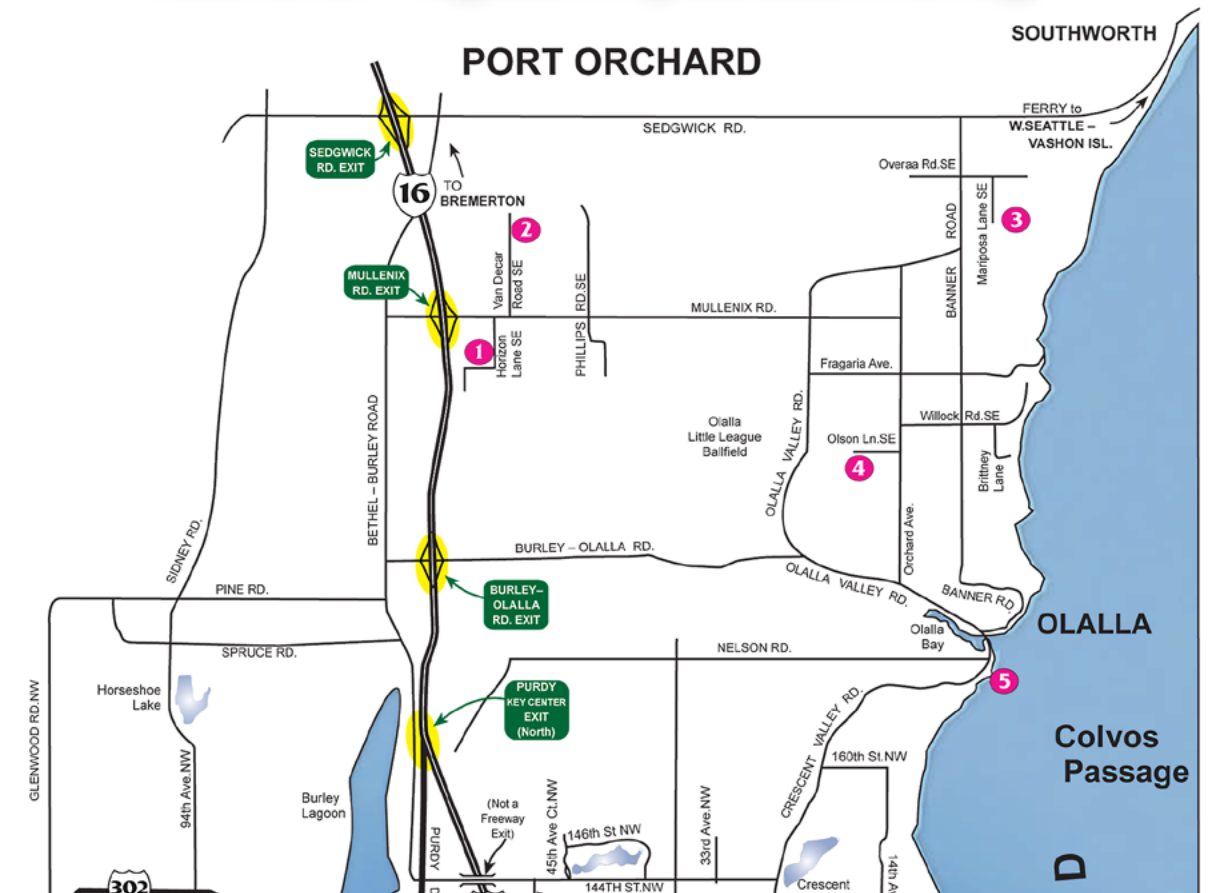 PORT ORCHARD
SOUTHWORTH
FERRY to
W.SEATTLE –
VASHON ISL.
SEDGWICK RD.
SEDGWICK
RD. EXIT
16
TO
BREMERTON
Overaa Rd.SE
Mariposa Lane SE
3
BANNER ROAD
2
Van Decar
Road SE
MULLENIX
RD. EXIT
MULLENIX RD.
PHILLIPS RD.SE
1
Horizon
Lane SE
Fragaria Ave.
BETHEL – BURLEY ROAD
Olalla
Little League
Ballfield
OLALLA VALLEY RD.
Willock Rd.SE
Olson Ln.SE
4
Brittney
Lane
Orchard Ave.
SIDNEY RD.
BURLEY – OLALLA RD.
BURLEY–
OLALLA
RD. EXIT
OLALLA VALLEY RD.
BANNER RD.
PINE RD.
OLALLA
Olalla
Bay
SPRUCE RD.
NELSON RD.
5
Horseshoe
Lake
GLENWOOD RD.NW
PURDY
KEY CENTER
EXIT
(North)
CRESCENT VALLEY RD.
Colvos
Passage
160th St.NW
94th Ave.NW
Burley
Lagoon
(Not a
Freeway
Exit)
PURDY
45th Ave Ct.NW
146th St NW
33rd Ave.NW
144TH ST.NW
Crescent
14th A
302
D